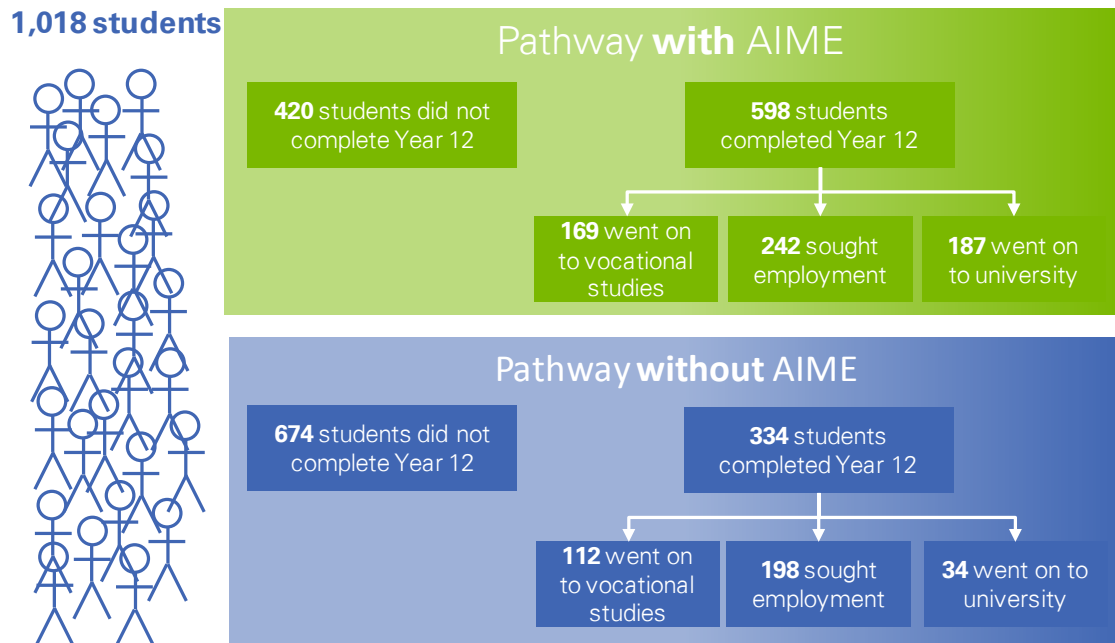 1,018 students
Pathway with AIME
420 students did not
complete Year 12
598 students
completed Year 12
169 went on
to vocational
studies
242 sought
employment
187 went on
to university
Pathway without AIME
674 students did not
complete Year 12
334 students
completed Year 12
112 went on
to vocational
studies
198 sought
employment
34 went on to
university